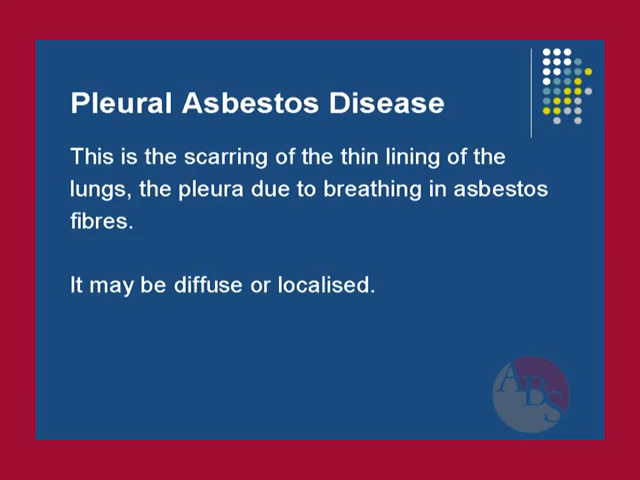 Pleural Asbestos Disease
This is the scarring of the thin lining of the
lungs, the pleura due to breathing in asbestos
fibres.
It may be diffuse or localised.
ABS